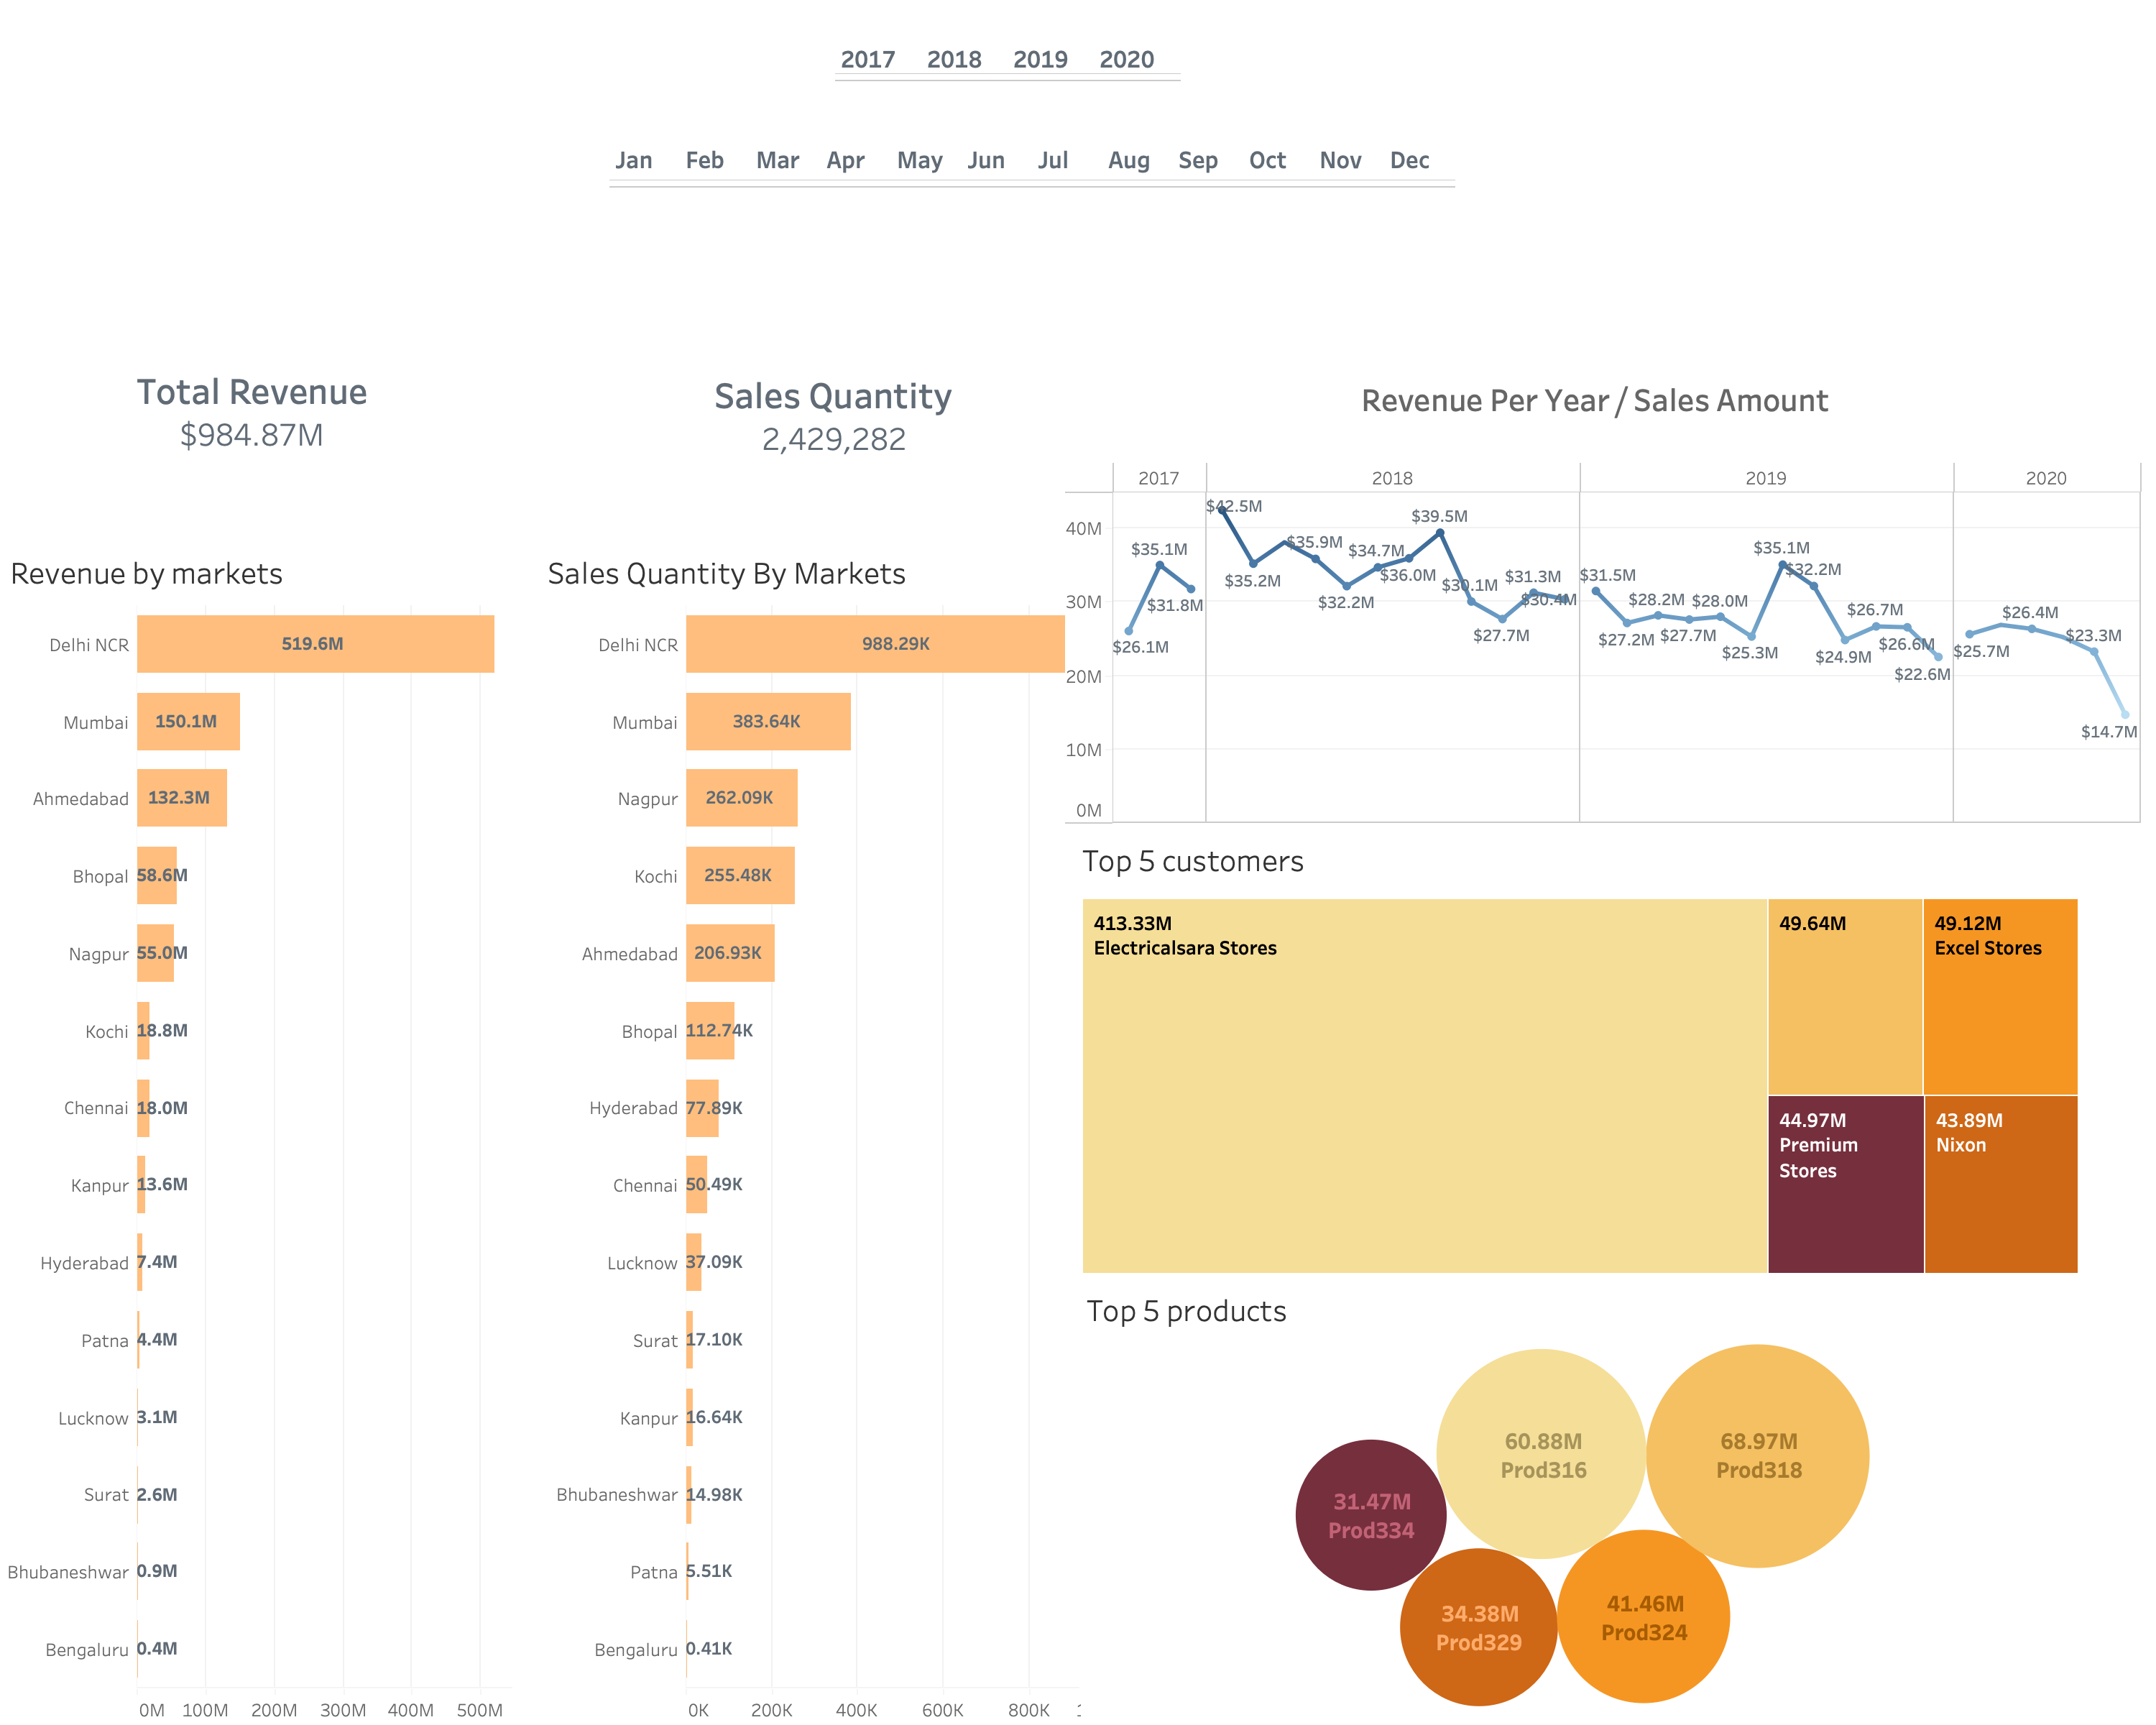 2017 2018 2019 2020
Jan Feb Mar Apr May Jun Jul Aug Sep Oct Nov Dec
Total Revenue
$984.87M
Sales Quantity
2,429,282
Revenue Per Year / Sales Amount
Revenue by markets
Delhi NCR 519.6M
Mumbai 150.1M
Ahmedabad 132.3M
Bhopal 58.6M
Nagpur 55.0M
Kochi 18.8M
Chennai 18.0M
Kanpur 13.6M
Hyderabad 7.4M
Patna 4.4M
Lucknow 3.1M
Surat 2.6M
Bhubaneshwar 0.9M
Bengaluru 0.4M
0M 100M 200M 300M 400M 500M
Sales Quantity By Markets
Delhi NCR 988.29K
Mumbai 383.64K
Nagpur 262.09K
Kochi 255.48K
Ahmedabad 206.93K
Bhopal 112.74K
Hyderabad 77.89K
Chennai 50.49K
Lucknow 37.09K
Surat 17.10K
Kanpur 16.64K
Bhubaneshwar 14.98K
Patna 5.51K
Bengaluru 0.41K
0K 200K 400K 600K 800K
2017 2018 2019 2020
40M
30M
20M
10M
0M
$26.1M
$35.1M
$31.8M
$42.5M
$35.2M
$35.9M
$32.2M
$34.7M
$36.0M
$39.5M
$30.1M
$27.7M
$31.3M
$30.4M
$31.5M
$27.2M
$28.2M
$27.7M
$28.0M
$25.3M
$35.1M
$32.2M
$24.9M
$26.7M
$26.6M
$22.6M
$25.7M
$26.4M
$23.3M
$14.7M
Top 5 customers
413.33M
Electricalsara Stores
49.64M
49.12M
Excel Stores
44.97M
Premium
Stores
43.89M
Nixon
Top 5 products
60.88M
Prod316
68.97M
Prod318
31.47M
Prod334
34.38M
Prod329
41.46M
Prod324